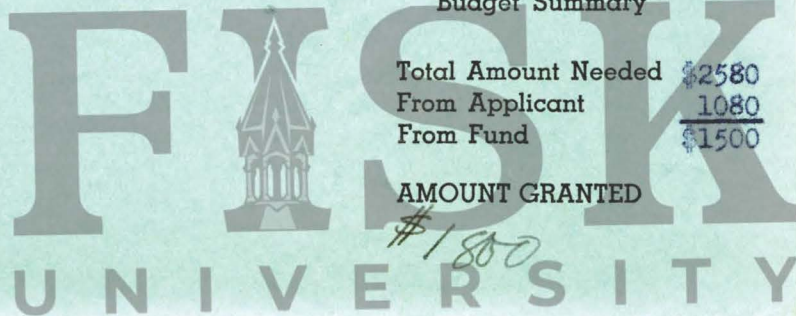 Budget Summary
Total Amount Needed $2580
From Applicant 1080
From Fund $1500
AMOUNT GRANTED
$1800
FISK
UNIVERSITY